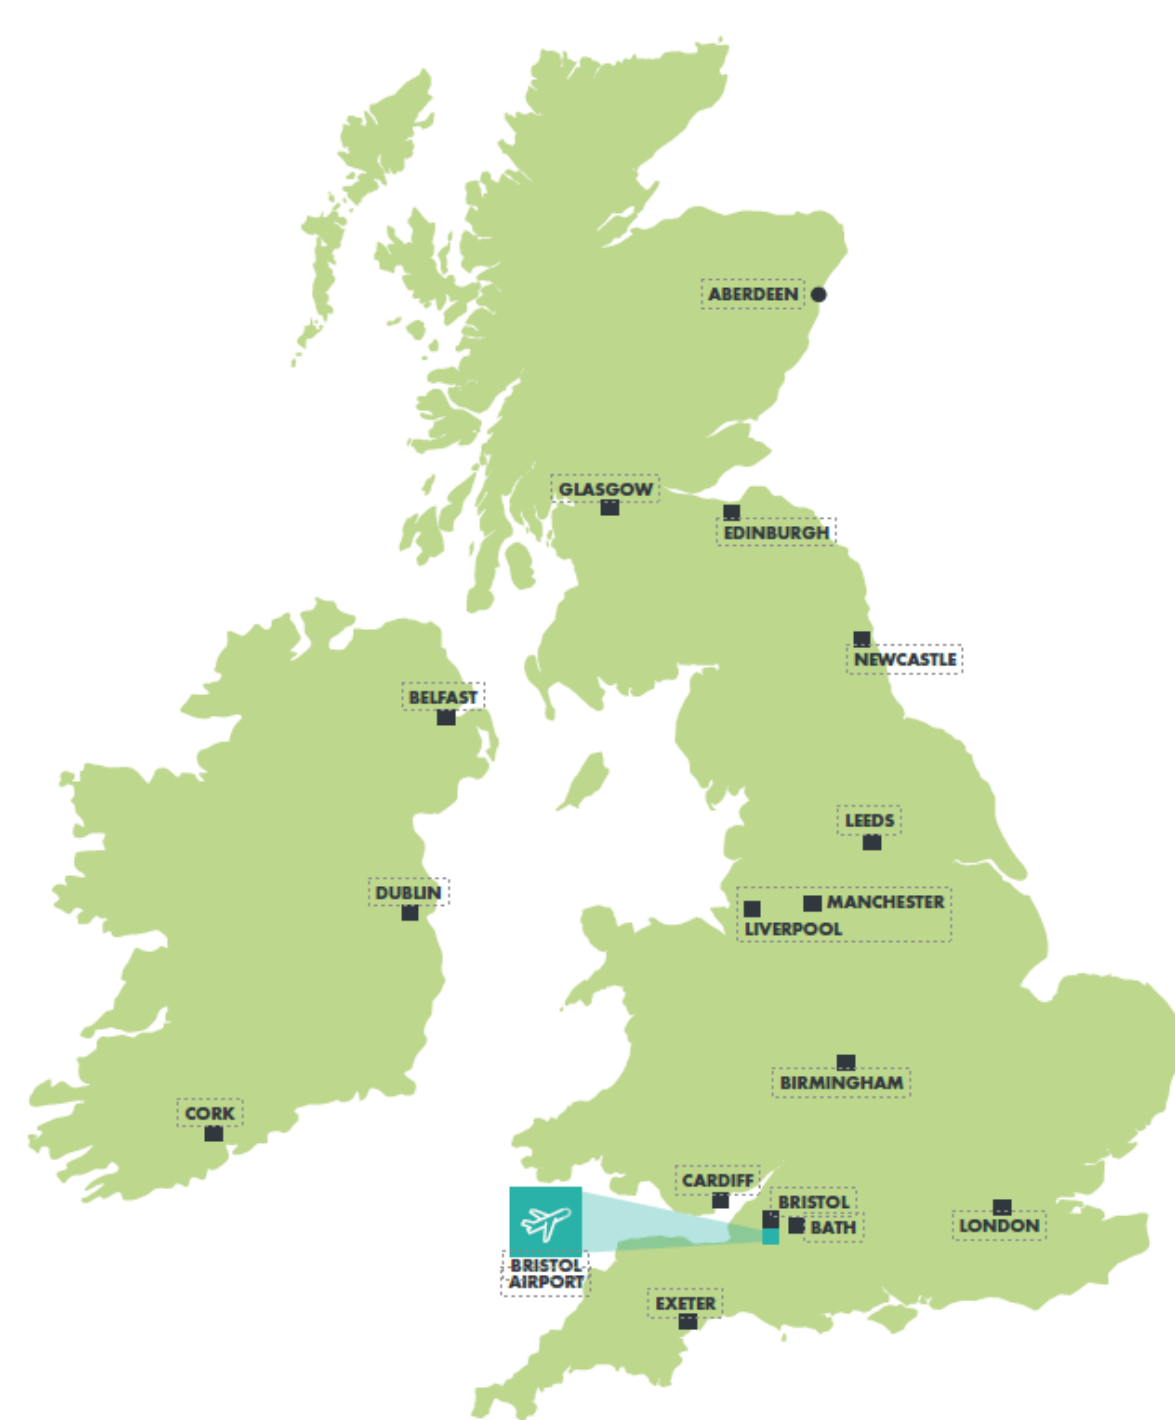 ABERDEEN
GLASGOW
EDINBURGH
NEWCASTLE
BELFAST
LEEDS
DUBLIN
MANCHESTER
LIVERPOOL
BIRMINGHAM
CORK
CARDIFF
BRISTOL
BATH
LONDON
BRISTOL
AIRPORT
EXETER